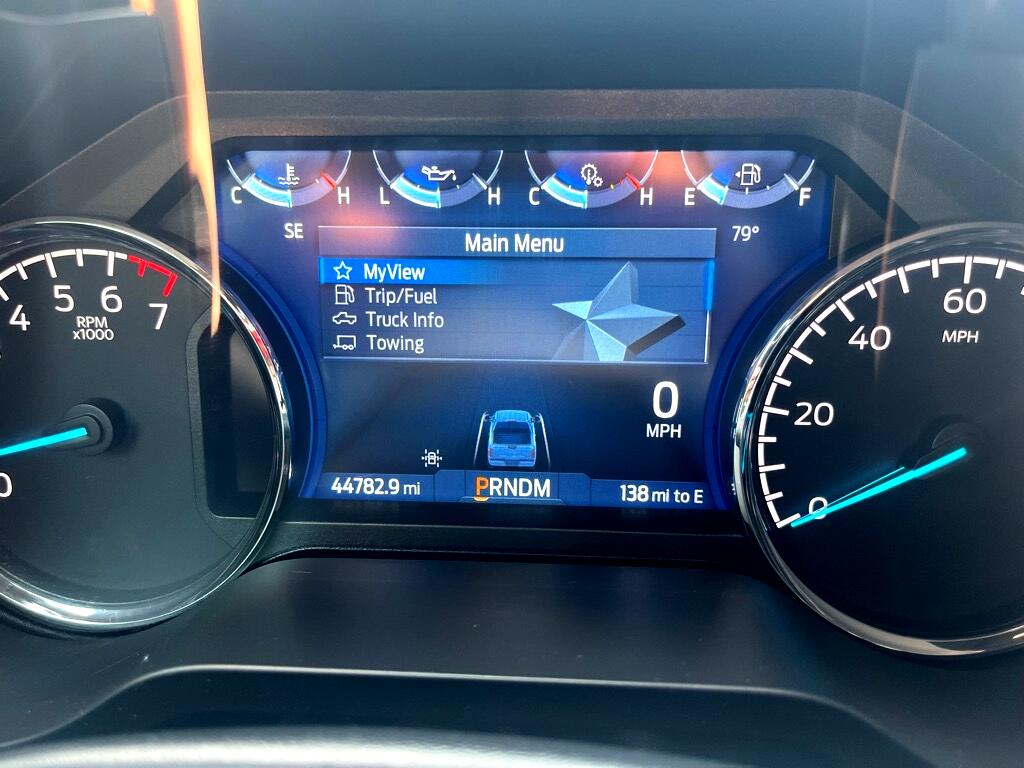 C H L H C H E F
SE
79°
Main Menu
MyView
Trip/Fuel
Truck Info
Towing
4 5 6 7
RPM
x1000
0
0
MPH
44782.9 mi
PRNDM
138 mi to E
0 20 40 60
MPH